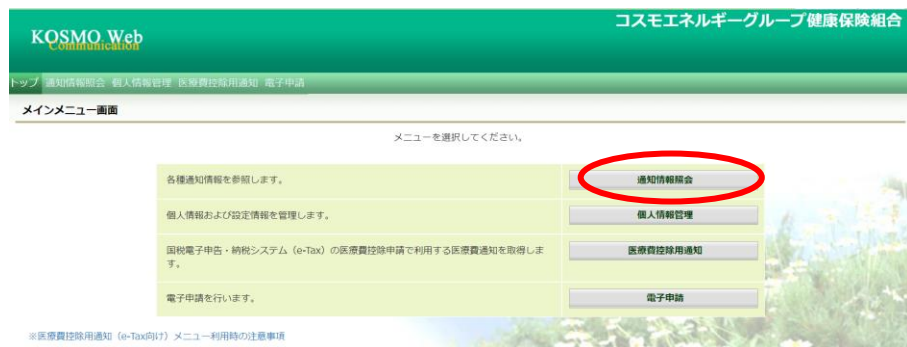 コスモエネルギーグループ健康保険組合
KOSMO Web
Communication
トップ 通知情報照会 個人情報管理 医療費控除用通知 電子申請
メインメニュー画面
メニューを選択してください。
各種通知情報を参照します。 通知情報照会
個人情報および設定情報を管理します。 個人情報管理
国税電子申告・納税システム（e-Tax）の医療費控除申請で利用する医療費通知を取得しま 医療費控除用通知
す。
電子申請を行います。 電子申請
※医療費控除用通知（e-Tax向け）メニュー利用時の注意事項